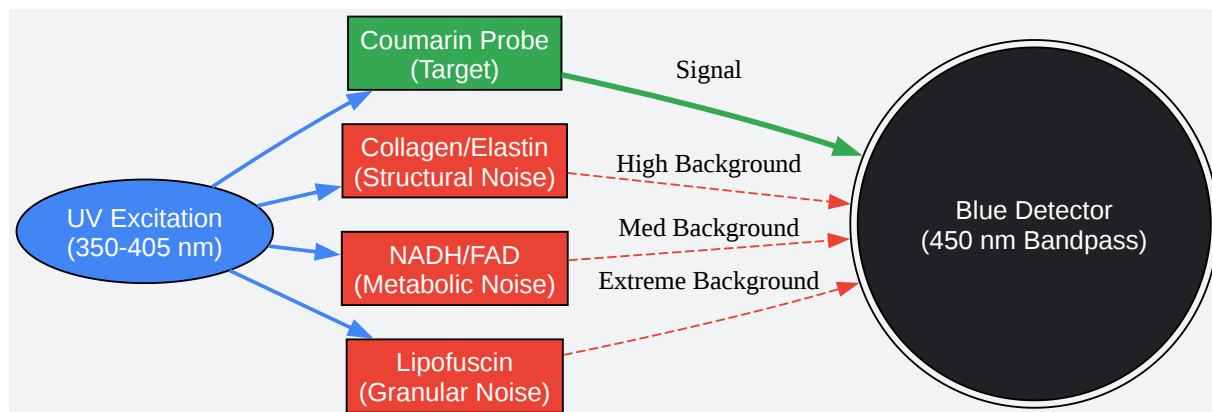 Coumarin Probe
(Target)
Signal
Collagen/Elastin
(Structural Noise)
High Background
UV Excitation
(350-405 nm)
NADH/FAD
(Metabolic Noise)
Med Background
Extreme Background
Lipofuscin
(Granular Noise)
Blue Detector
(450 nm Bandpass)